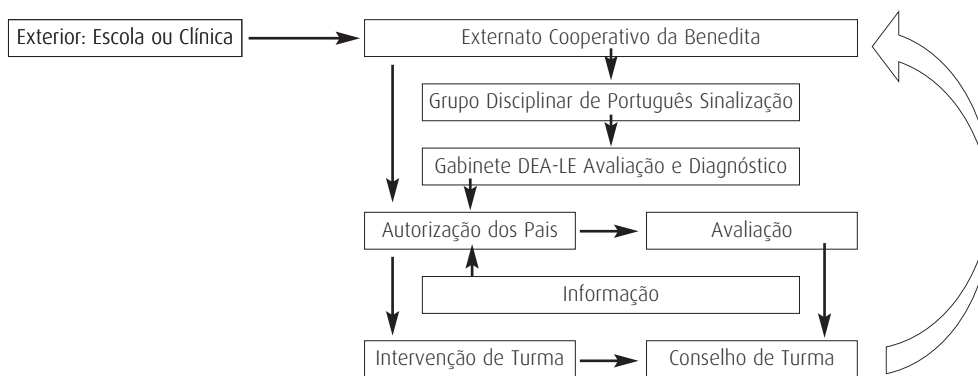 Exterior: Escola ou Clínica
Externato Cooperativo da Benedita
Grupo Disciplinar de Português Sinalização
Gabinete DEA-LE Avaliação e Diagnóstico
Autorização dos Pais
Avaliação
Informação
Intervenção de Turma
Conselho de Turma